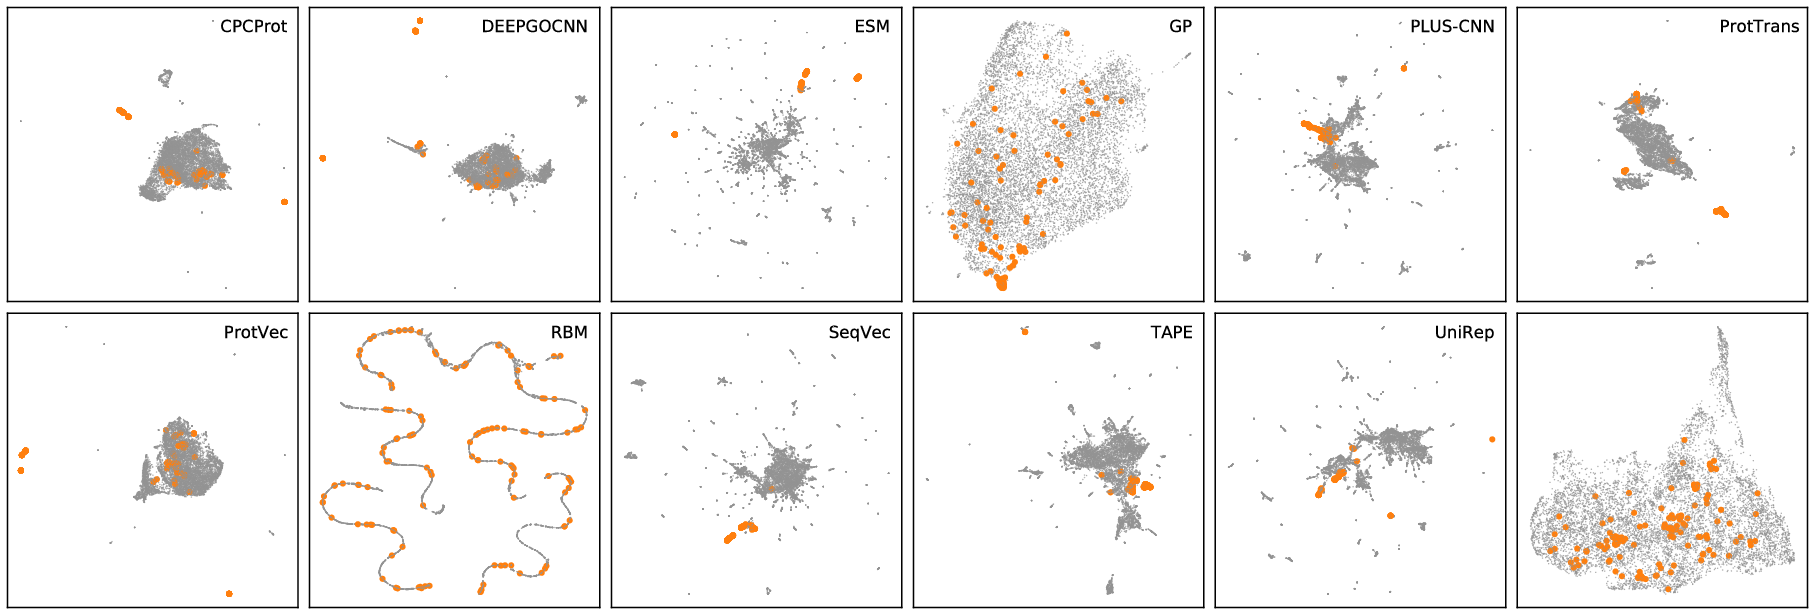 CPCProt
DEEPGOCNN
ESM
GP
PLUS-CNN
ProtTrans
ProtVec
RBM
SeqVec
TAPE
UniRep